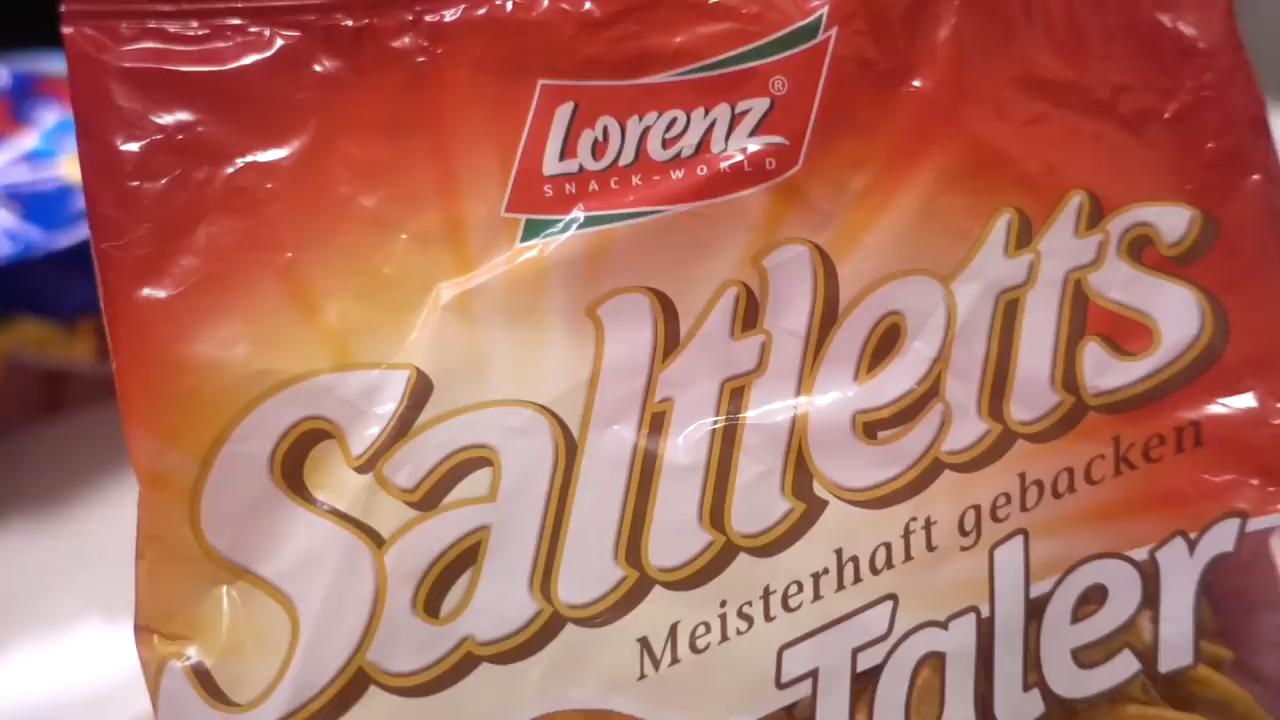 Lorenz®
SNACK-WORLD
Saltletts
Meisterhaft gebacken
Taler